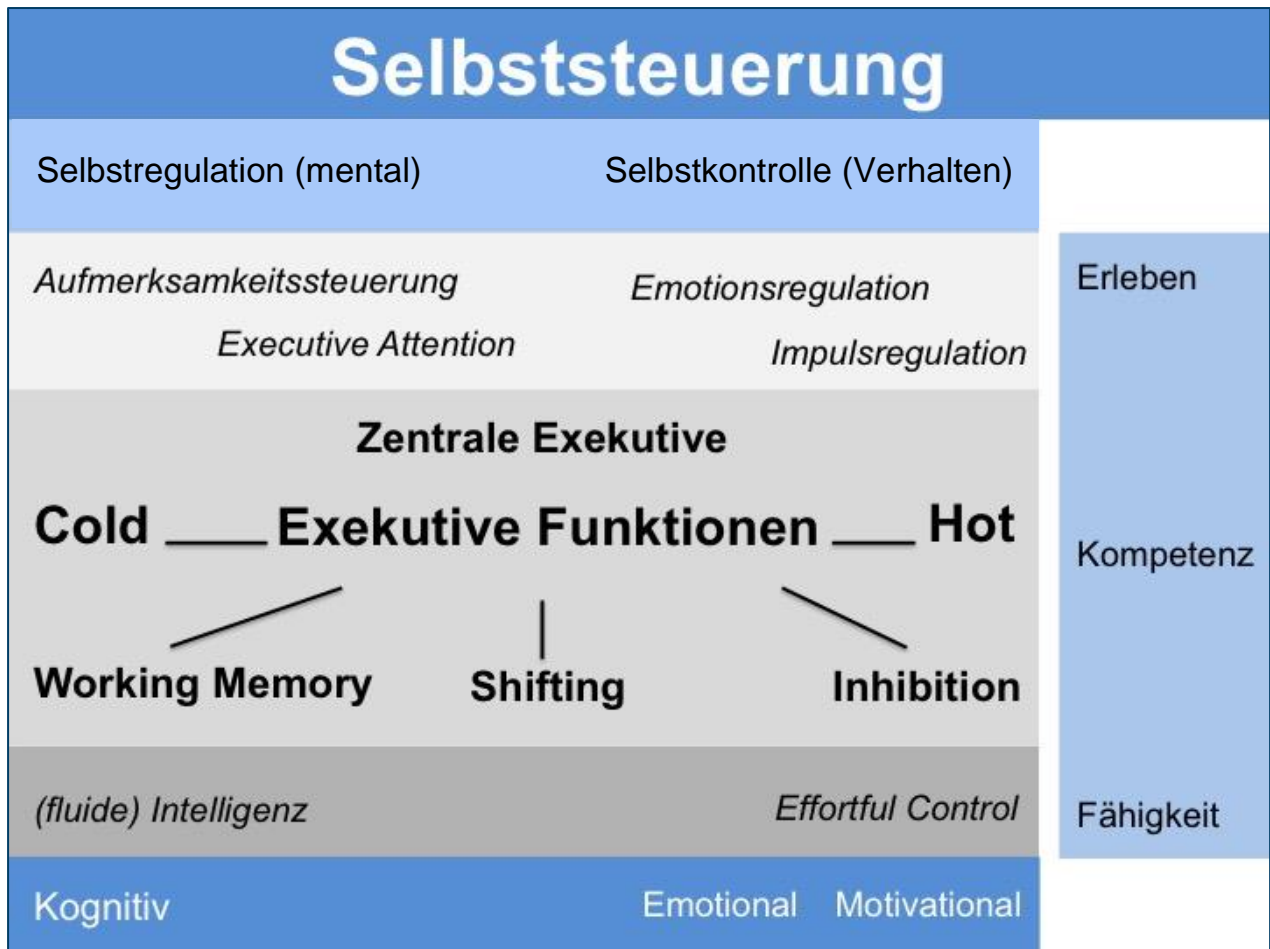 Selbststeuerung
Selbstregulation (mental) Selbstkontrolle (Verhalten)
Aufmerksamkeitssteuerung Emotionsregulation Erleben
Executive Attention Impulsregulation
Zentrale Exekutive
Cold Exekutive Funktionen Hot
Kompetenz
Working Memory Shifting Inhibition
(fluide) Intelligenz Effortful Control Fähigkeit
Kognitiv Emotional Motivational